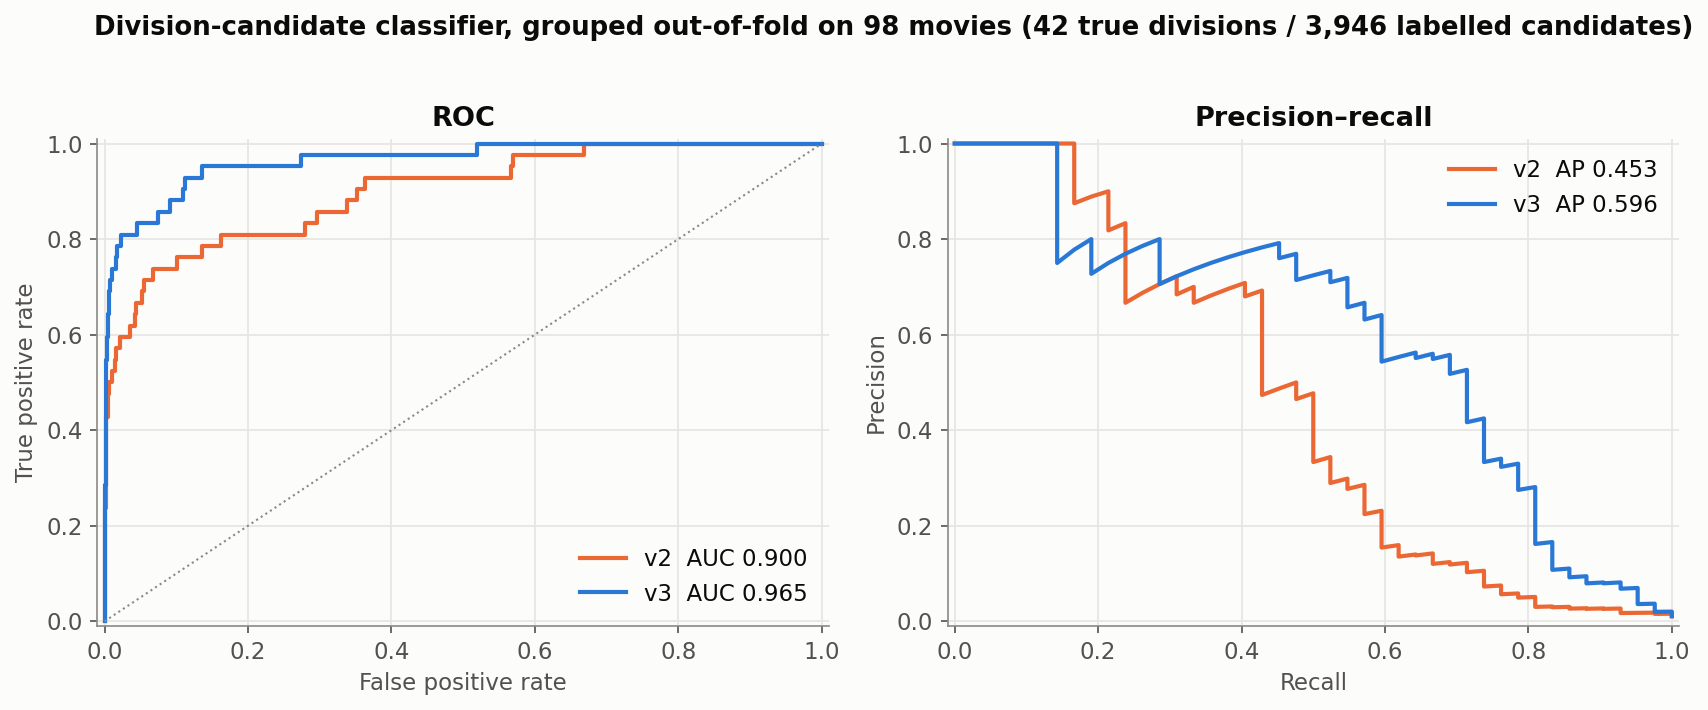 Division-candidate classifier, grouped out-of-fold on 98 movies (42 true divisions / 3,946 labelled candidates)
ROC
1.0
0.8
0.6
0.4
0.2
0.0
True positive rate
v2 AUC 0.900
v3 AUC 0.965
0.0 0.2 0.4 0.6 0.8 1.0
False positive rate
Precision–recall
1.0
0.8
0.6
0.4
0.2
0.0
Precision
v2 AP 0.453
v3 AP 0.596
0.0 0.2 0.4 0.6 0.8 1.0
Recall